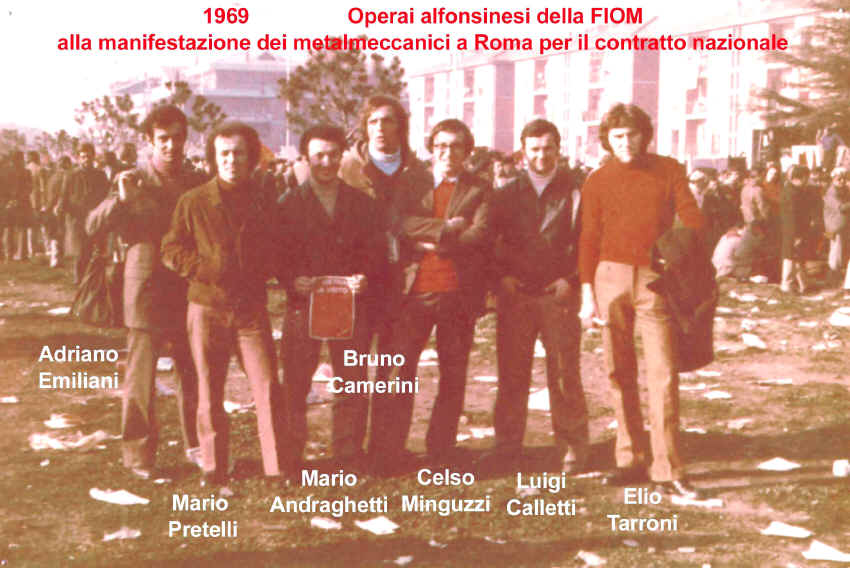 1969 Operai alfonsinesi della FIOM
alla manifestazione dei metalmeccanici a Roma per il contratto nazionale
Adriano
Emiliani
Bruno
Camerini
Mario
Pretelli
Mario
Andraghetti
Celso
Minguzzi
Luigi
Calletti
Elio
Tarroni